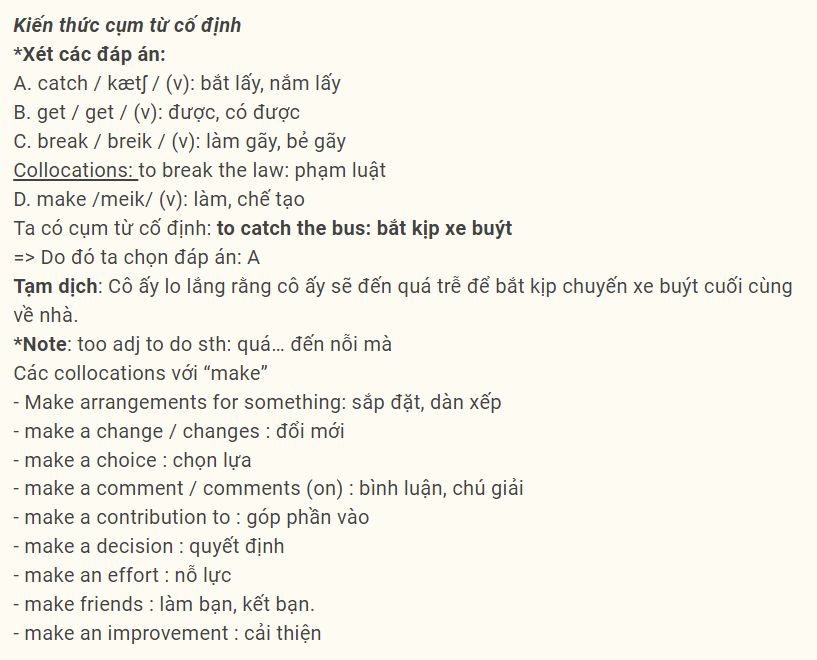 Kiến thức cụm từ cố định
*Xét các đáp án:
A. catch / kætʃ / (v): bắt lấy, nắm lấy
B. get / get / (v): được, có được
C. break / breik / (v): làm gãy, bẻ gãy
Collocations: to break the law: phạm luật
D. make /meik/ (v): làm, chế tạo
Ta có cụm từ cố định: to catch the bus: bắt kịp xe buýt
=> Do đó ta chọn đáp án: A
Tạm dịch: Cô ấy lo lắng rằng cô ấy sẽ đến quá trễ để bắt kịp chuyến xe buýt cuối cùng
về nhà.
*Note: too adj to do sth: quá… đến nỗi mà
Các collocations với “make”
- Make arrangements for something: sắp đặt, dàn xếp
- make a change / changes : đổi mới
- make a choice : chọn lựa
- make a comment / comments (on) : bình luận, chú giải
- make a contribution to : góp phần vào
- make a decision : quyết định
- make an effort : nỗ lực
- make friends : làm bạn, kết bạn.
- make an improvement : cải thiện